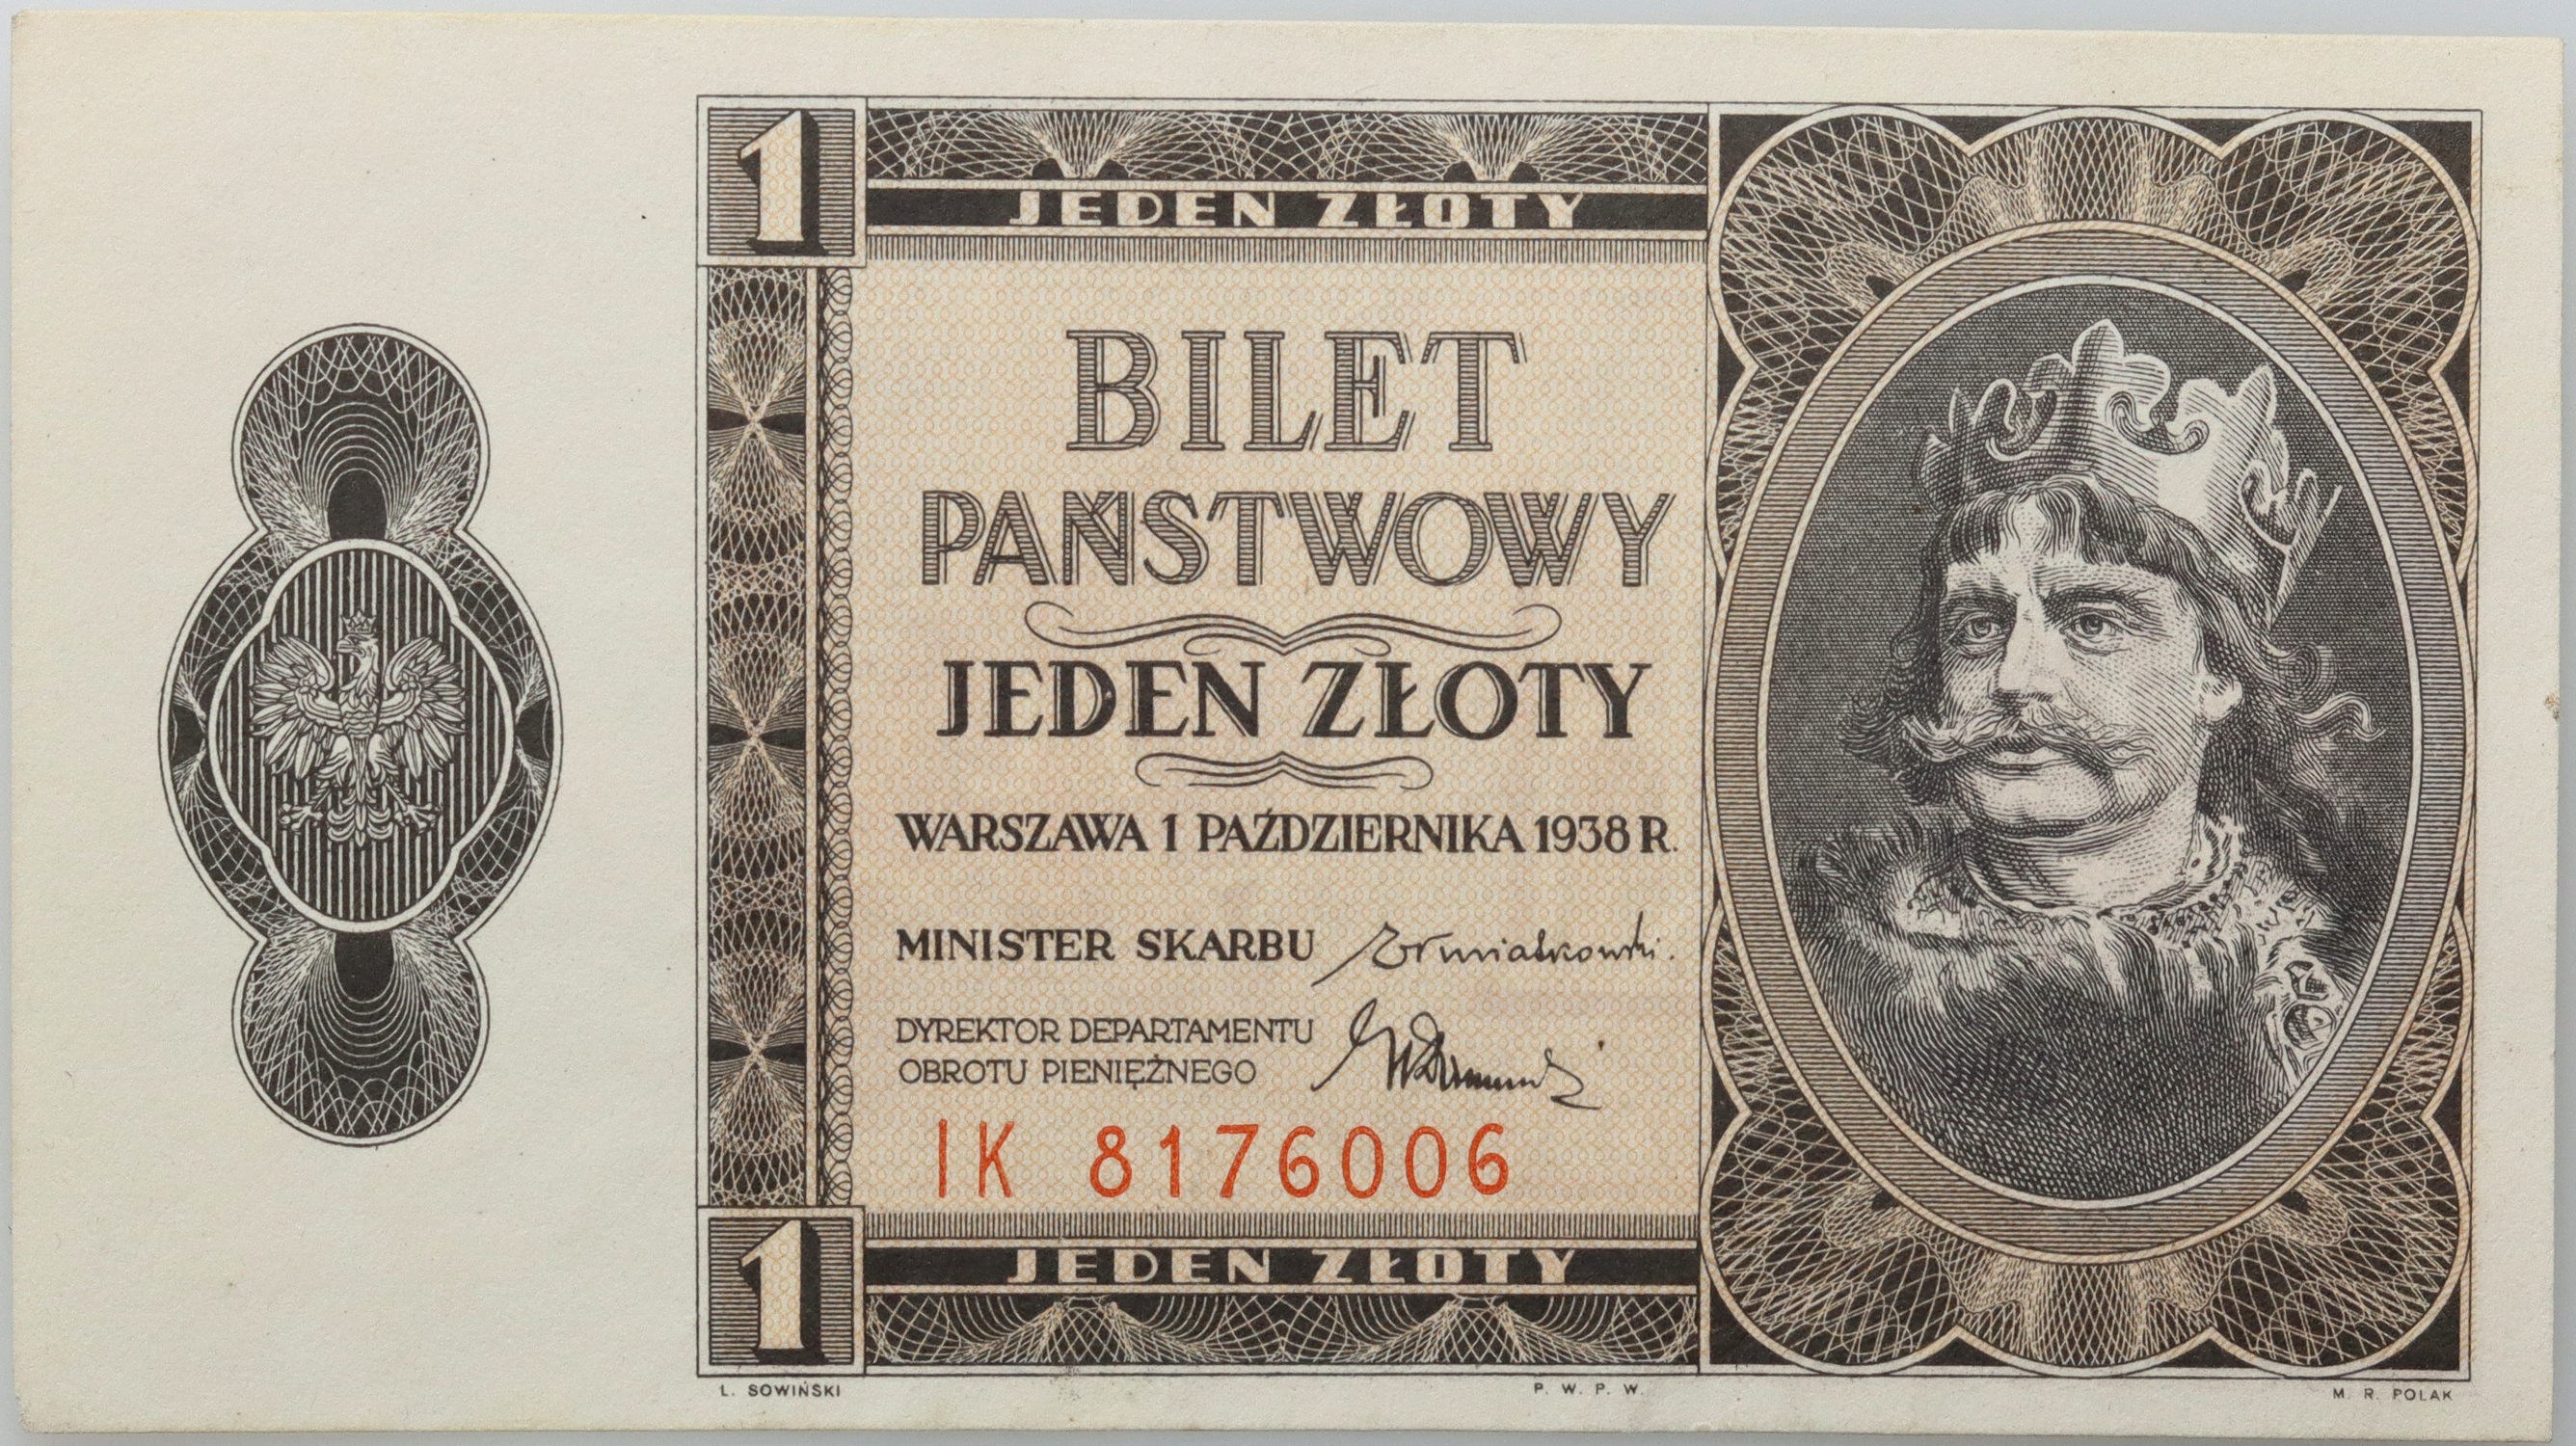 1
JEDEN ZŁOTY
BILET
PAŃSTWOWY
JEDEN ZŁOTY
WARSZAWA 1 PAŹDZIERNIKA 1938 R.
MINISTER SKARBU
DYREKTOR DEPARTAMENTU
OBROTU PIENIĘŻNEGO
IK 8176006
1
JEDEN ZŁOTY
L. SOWIŃSKI
P. W. P. W.
M. R. POLAK